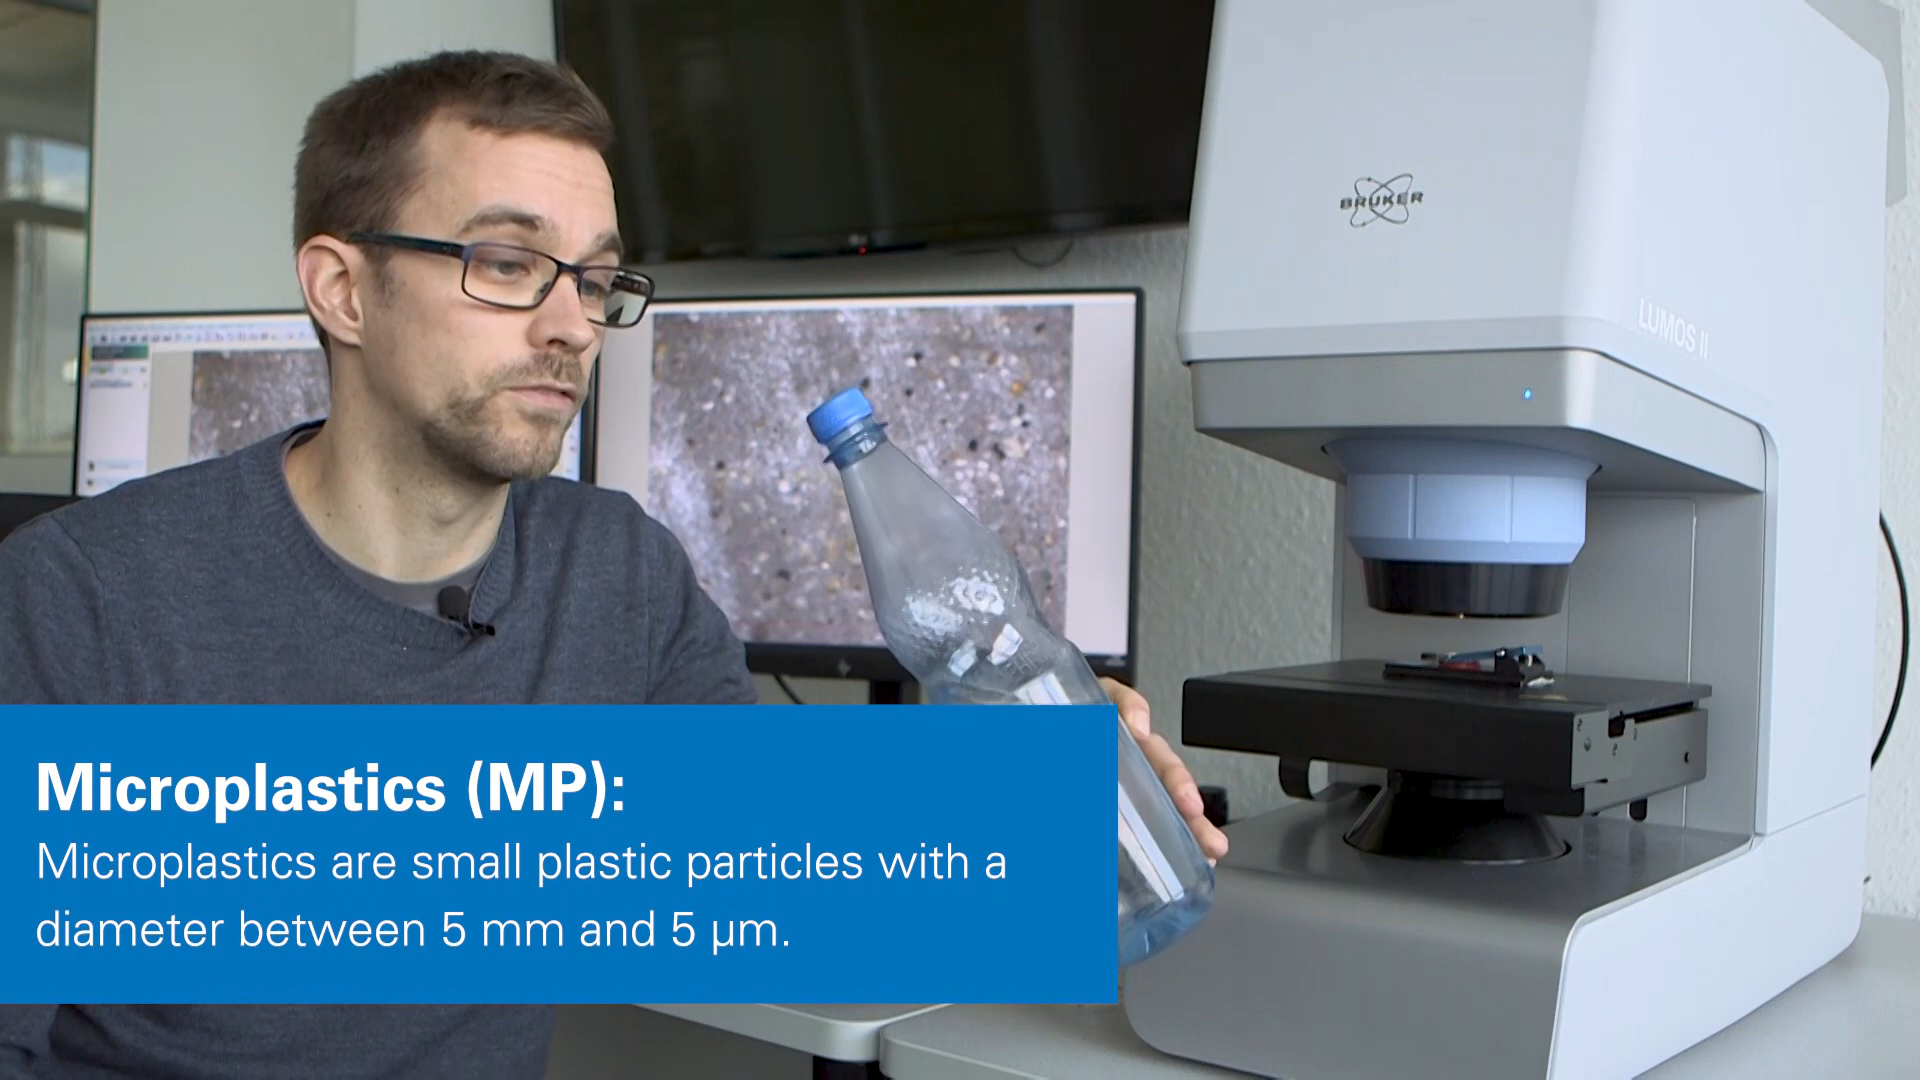 BRUKER
LUMOS II
Microplastics (MP):
Microplastics are small plastic particles with a
diameter between 5 mm and 5 µm.